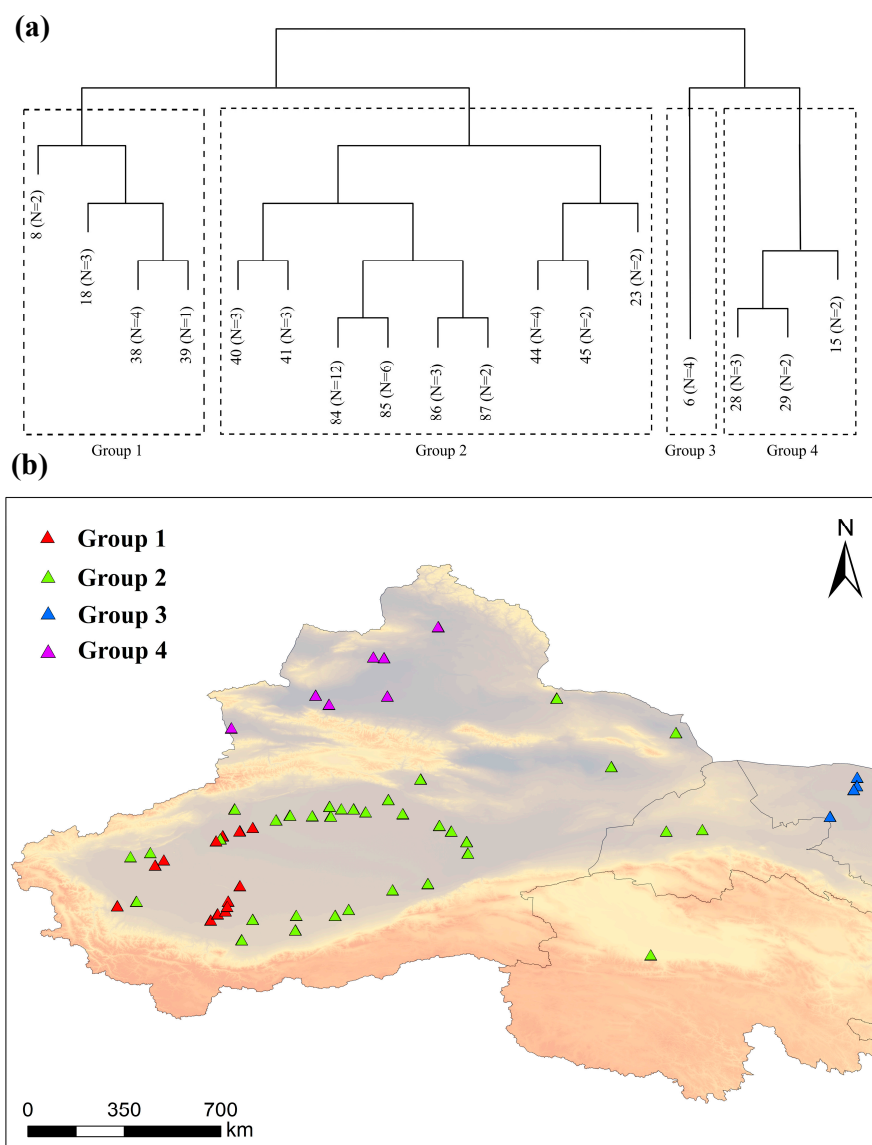 (a)
8 (N=2)
18 (N=3)
38 (N=4)
39 (N=1)
40 (N=3)
41 (N=3)
84 (N=12)
85 (N=6)
86 (N=3)
87 (N=2)
44 (N=4)
45 (N=2)
23 (N=2)
6 (N=4)
28 (N=3)
29 (N=2)
15 (N=2)
Group 1
Group 2
Group 3
Group 4
(b)
Group 1
Group 2
Group 3
Group 4
N
0 350 700
km